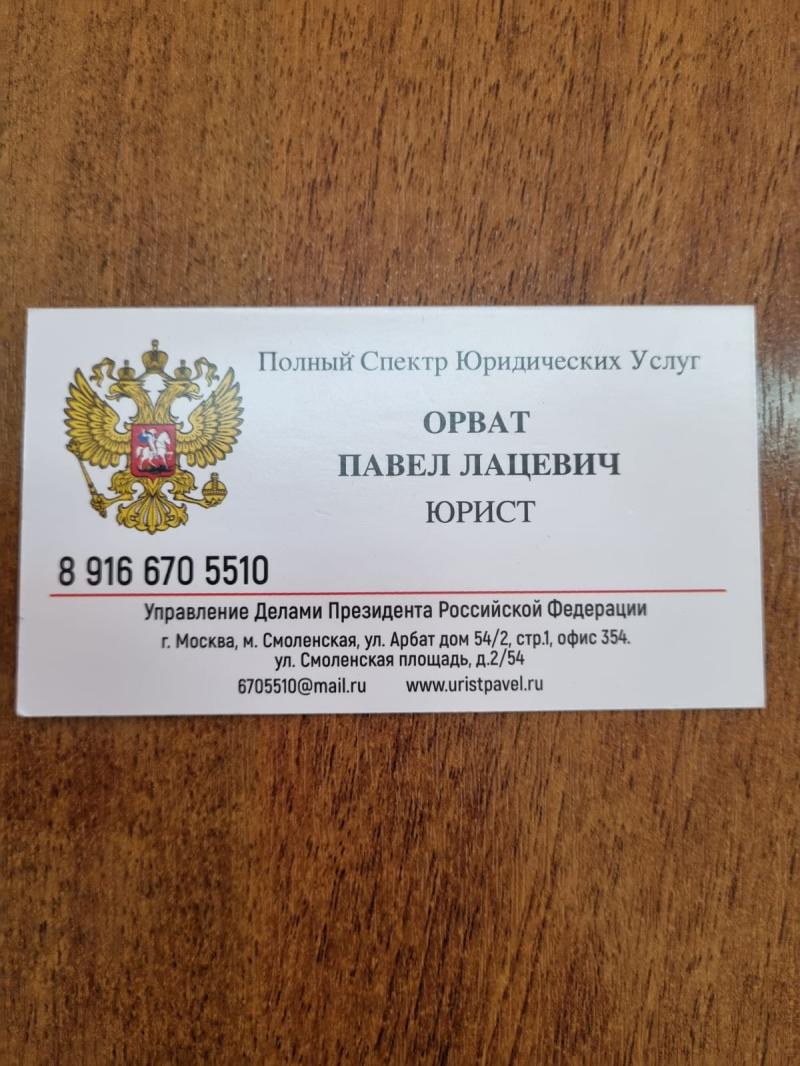 Полный Спектр Юридических Услуг
ОРВАТ
ПАВЕЛ ЛАЦЕВИЧ
ЮРИСТ
8 916 670 5510
Управление Делами Президента Российской Федерации
г. Москва, м. Смоленская, ул. Арбат дом 54/2, стр.1, офис 354.
ул. Смоленская площадь, д.2/54
6705510@mail.ru www.uristpavel.ru